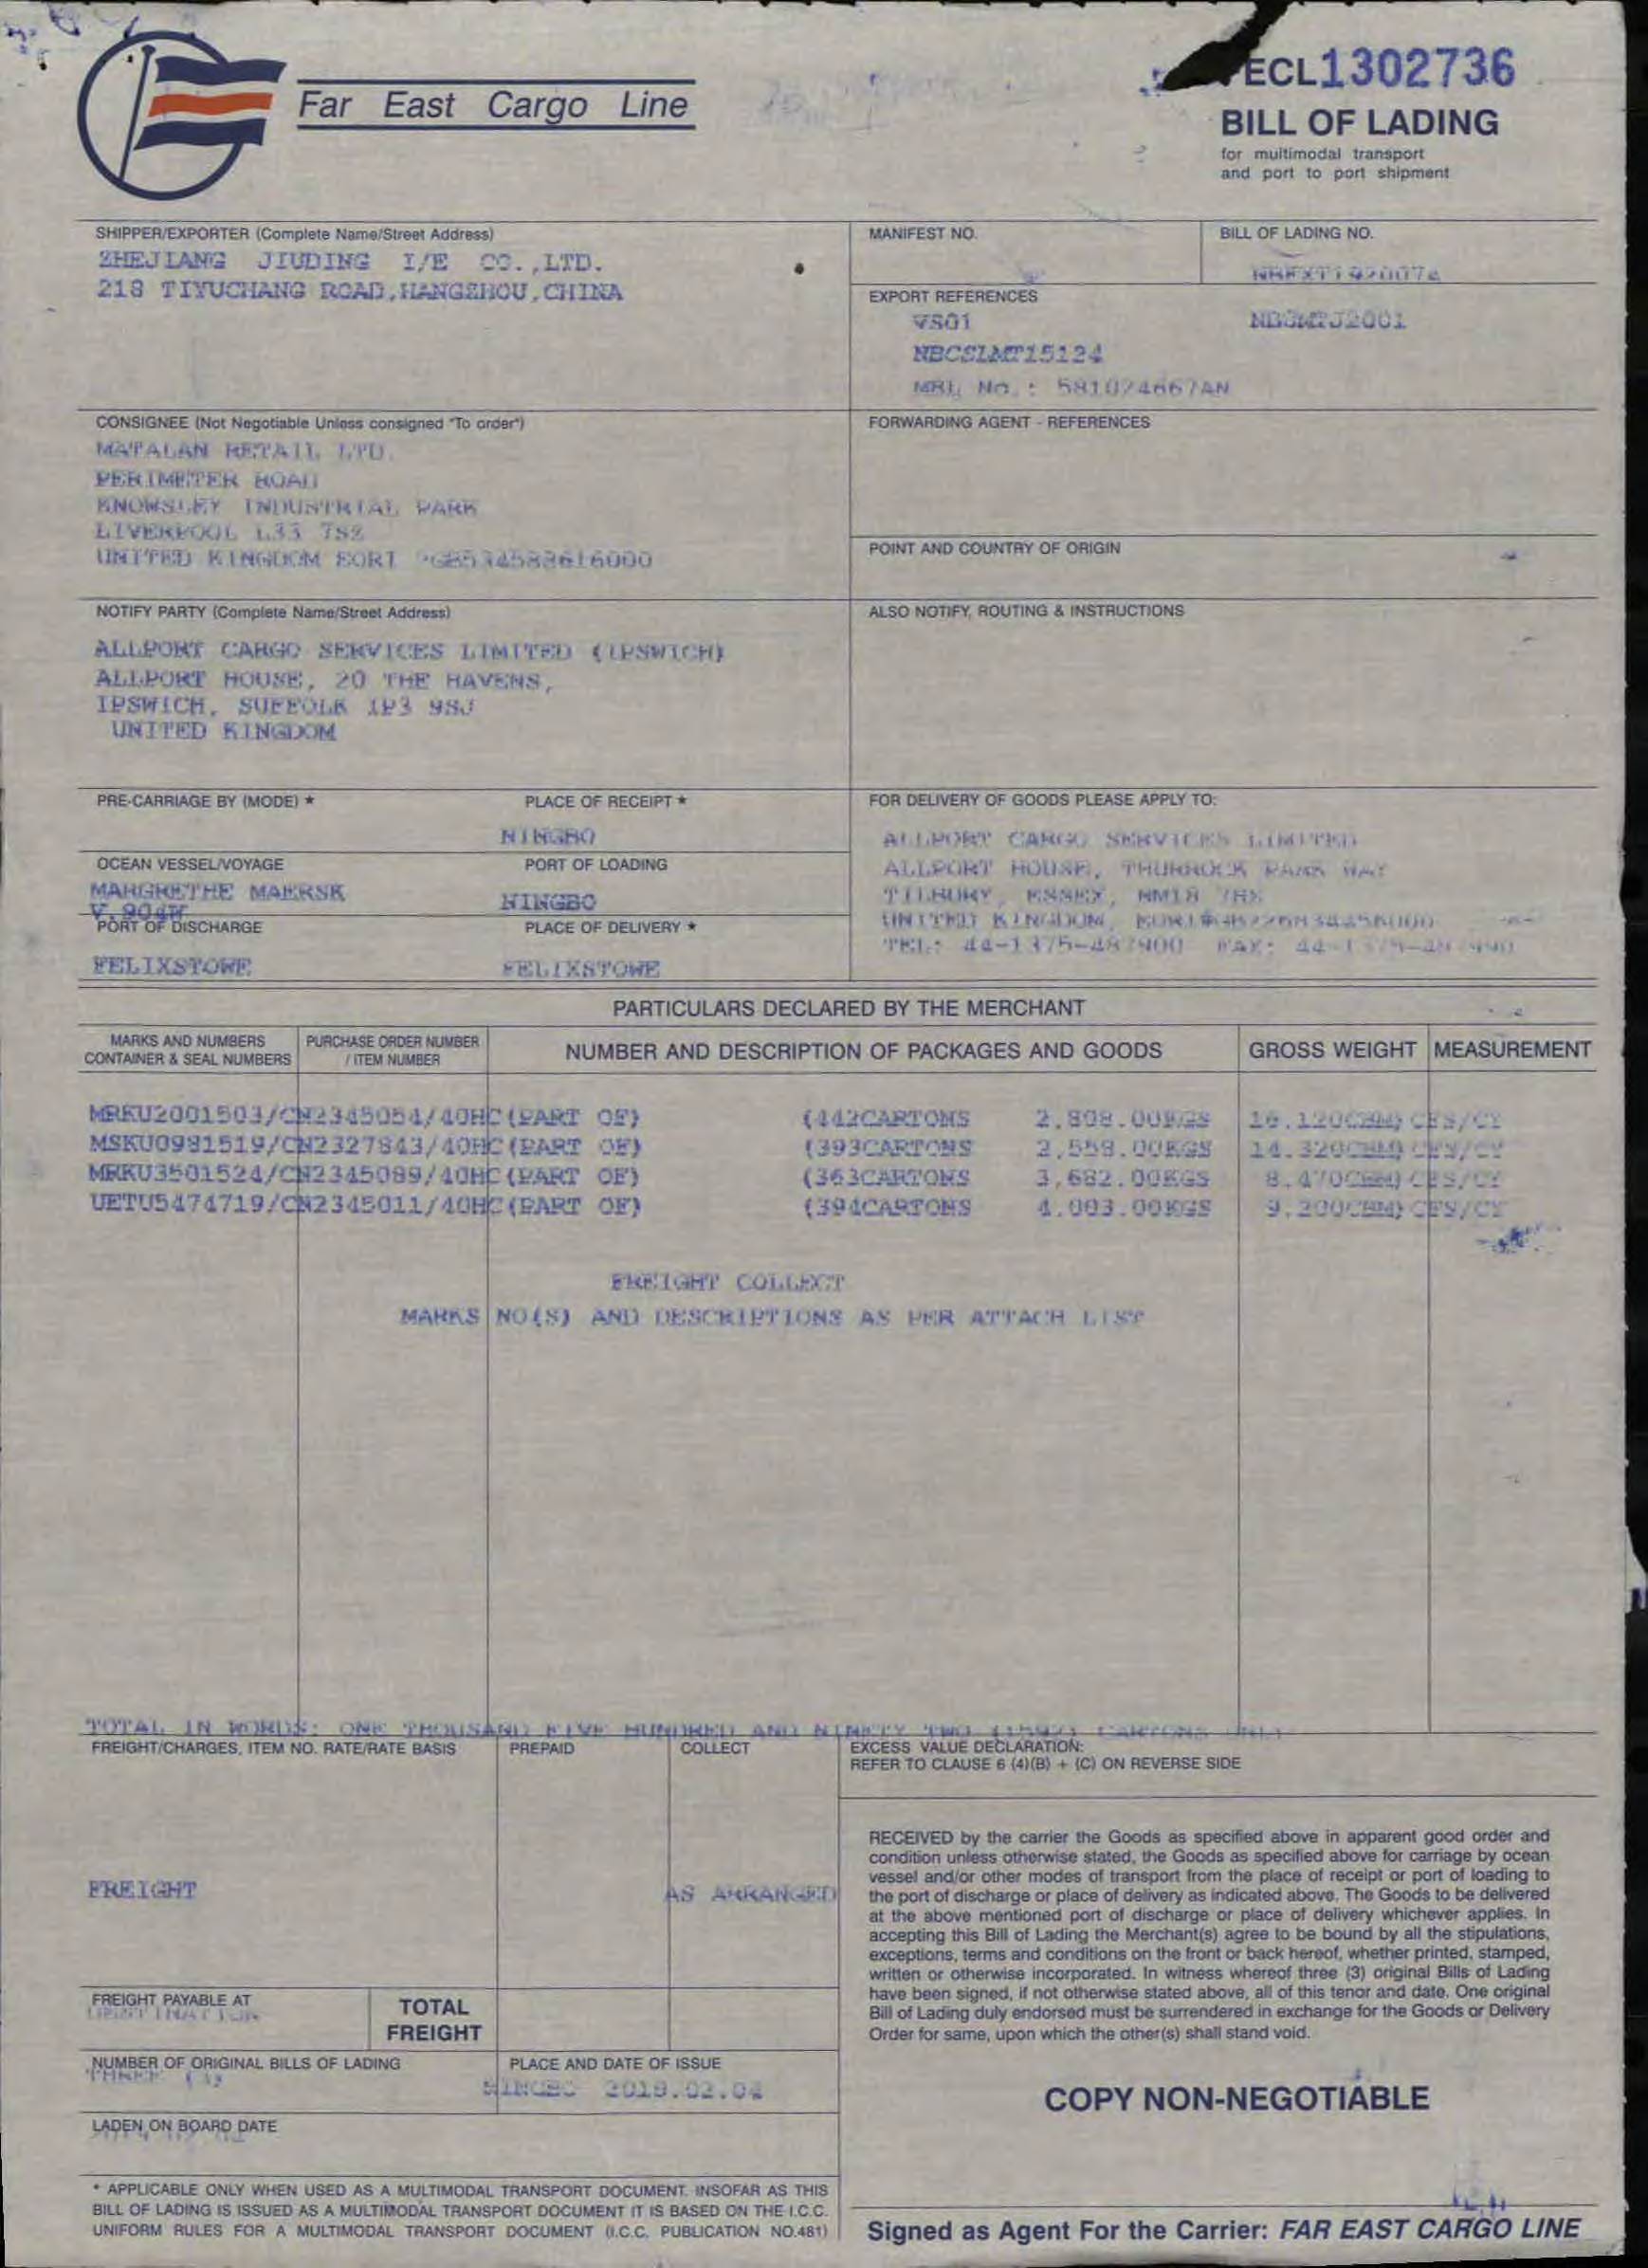 Far East Cargo Line
ECL1302736
BILL OF LADING
for multimodal transport
and port to port shipment
SHIPPER/EXPORTER (Complete Name/Street Address)
ZHEJIANG JIUDING I/E CO.,LTD.
218 TIYUCHANG ROAD,HANGZHOU,CHINA
MANIFEST NO.
BILL OF LADING NO.
EXPORT REFERENCES
VS01
NBCSLMT15124
MBL No.: 581024667AN
CONSIGNEE (Not Negotiable Unless consigned "To order")
MATALAN RETAIL LTD.
PERIMETER ROAD
KNOWSLEY INDUSTRIAL PARK
LIVERPOOL L33 7SZ
UNITED KINGDOM EORI
FORWARDING AGENT - REFERENCES
POINT AND COUNTRY OF ORIGIN
NOTIFY PARTY (Complete Name/Street Address)
ALLPORT CARGO SERVICES LIMITED (IPSWICH)
ALLPORT HOUSE, 20 THE HAVENS,
IPSWICH, SUFFOLK IP3 9SJ
UNITED KINGDOM
ALSO NOTIFY, ROUTING & INSTRUCTIONS
PRE-CARRIAGE BY (MODE) *
PLACE OF RECEIPT *
NINGBO
OCEAN VESSEL/VOYAGE
MARGRETHE MAERSK
PORT OF LOADING
NINGBO
PORT OF DISCHARGE
FELIXSTOWE
PLACE OF DELIVERY *
FELIXSTOWE
FOR DELIVERY OF GOODS PLEASE APPLY TO:
ALLPORT CARGO SERVICES LIMITED
ALLPORT HOUSE, THURROCK PARK WAY
TILBURY, ESSEX, RM18 7HZ
UNITED KINGDOM,
TEL: 44-1375-487900 FAX:
PARTICULARS DECLARED BY THE MERCHANT
MARKS AND NUMBERS
CONTAINER & SEAL NUMBERS
PURCHASE ORDER NUMBER
/ ITEM NUMBER
NUMBER AND DESCRIPTION OF PACKAGES AND GOODS
GROSS WEIGHT
MEASUREMENT
MRKU2001503/CN2345054/40HC(PART OF) (442CARTONS 2,808.00KGS 16.120CBM) CFS/CY
MSKU0981519/CN2327843/40HC(PART OF) (393CARTONS 2,558.00KGS 14.320CBM) CFS/CY
MRKU3501524/CN2345089/40HC(PART OF) (363CARTONS 3,682.00KGS 8.470CBM) CFS/CY
UETU5474719/CN2345011/40HC(PART OF) (394CARTONS 4.003.00KGS 9.200CBM) CFS/CY
FREIGHT COLLECT
MARKS NO(S) AND DESCRIPTIONS AS PER ATTACH LIST
TOTAL IN WORDS: ONE THOUSAND FIVE HUNDRED AND NINETY TWO (1592) CARTONS ONLY
FREIGHT/CHARGES, ITEM NO. RATE/RATE BASIS
PREPAID
COLLECT
EXCESS VALUE DECLARATION:
REFER TO CLAUSE 6 (4)(B) + (C) ON REVERSE SIDE
FREIGHT
AS ARRANGED
RECEIVED by the carrier the Goods as specified above in apparent good order and
condition unless otherwise stated, the Goods as specified above for carriage by ocean
vessel and/or other modes of transport from the place of receipt or port of loading to
the port of discharge or place of delivery as indicated above. The Goods to be delivered
at the above mentioned port of discharge or place of delivery whichever applies. In
accepting this Bill of Lading the Merchant(s) agree to be bound by all the stipulations,
exceptions, terms and conditions on the front or back hereof, whether printed, stamped,
written or otherwise incorporated. In witness whereof three (3) original Bills of Lading
have been signed, if not otherwise stated above, all of this tenor and date. One original
Bill of Lading duly endorsed must be surrendered in exchange for the Goods or Delivery
Order for same, upon which the other(s) shall stand void.
FREIGHT PAYABLE AT
DESTINATION
TOTAL
FREIGHT
NUMBER OF ORIGINAL BILLS OF LADING
THREE (3)
PLACE AND DATE OF ISSUE
NINGBO 2019.02.04
LADEN ON BOARD DATE
COPY NON-NEGOTIABLE
* APPLICABLE ONLY WHEN USED AS A MULTIMODAL TRANSPORT DOCUMENT. INSOFAR AS THIS
BILL OF LADING IS ISSUED AS A MULTIMODAL TRANSPORT DOCUMENT IT IS BASED ON THE I.C.C.
UNIFORM RULES FOR A MULTIMODAL TRANSPORT DOCUMENT (I.C.C. PUBLICATION NO.481)
Signed as Agent For the Carrier: FAR EAST CARGO LINE